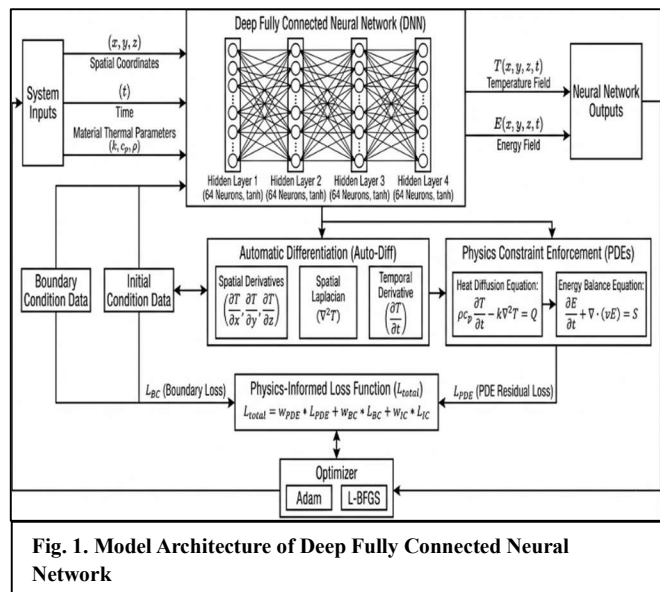 Deep Fully Connected Neural Network (DNN)
System
Inputs
(x, y, z)
Spatial Coordinates
(t)
Time
Material Thermal Parameters
(k, c_p, ρ)
Hidden Layer 1
(64 Neurons, tanh)
Hidden Layer 2
(64 Neurons, tanh)
Hidden Layer 3
(64 Neurons, tanh)
Hidden Layer 4
(64 Neurons, tanh)
T(x, y, z, t)
Temperature Field
E(x, y, z, t)
Energy Field
Neural Network
Outputs
Boundary
Condition Data
Initial
Condition Data
Automatic Differentiation (Auto-Diff)
Spatial Derivatives
(∂T/∂x, ∂T/∂y, ∂T/∂z)
Spatial
Laplacian
(∇²T)
Temporal
Derivative
(∂T/∂t)
Physics Constraint Enforcement (PDEs)
Heat Diffusion Equation:
ρc_p ∂T/∂t − k∇²T = Q
Energy Balance Equation:
∂E/∂t + ∇ · (vE) = S
L_BC (Boundary Loss)
Physics-Informed Loss Function (L_total)
L_total = w_PDE * L_PDE + w_BC * L_BC + w_IC * L_IC
L_PDE (PDE Residual Loss)
Optimizer
Adam
L-BFGS
Fig. 1. Model Architecture of Deep Fully Connected Neural
Network